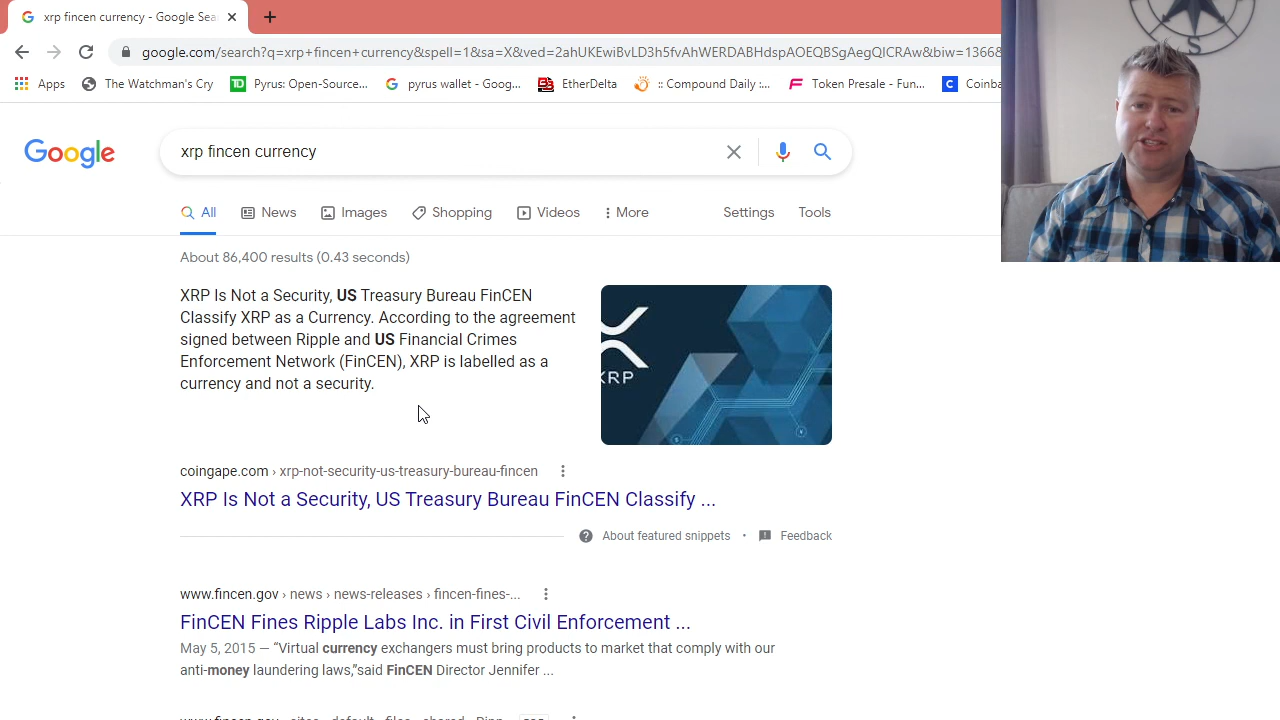 xrp fincen currency - Google Sea
google.com/search?q=xrp+fincen+currency&spell=1&sa=X&ved=2ahUKEwiBvLD3h5fvAhWERDABHdspAOEQBSgAegQICRAw&biw=1366&
Apps The Watchman's Cry Pyrus: Open-Source... pyrus wallet - Goog... EtherDelta :: Compound Daily :... Token Presale - Fun... Coinba
S
Google xrp fincen currency
All News Images Shopping Videos More Settings Tools
About 86,400 results (0.43 seconds)
XRP Is Not a Security, US Treasury Bureau FinCEN
Classify XRP as a Currency. According to the agreement
signed between Ripple and US Financial Crimes
Enforcement Network (FinCEN), XRP is labelled as a
currency and not a security.
XRP
coingape.com › xrp-not-security-us-treasury-bureau-fincen
XRP Is Not a Security, US Treasury Bureau FinCEN Classify ...
About featured snippets • Feedback
www.fincen.gov › news › news-releases › fincen-fines-...
FinCEN Fines Ripple Labs Inc. in First Civil Enforcement ...
May 5, 2015 — “Virtual currency exchangers must bring products to market that comply with our
anti-money laundering laws,”said FinCEN Director Jennifer ...